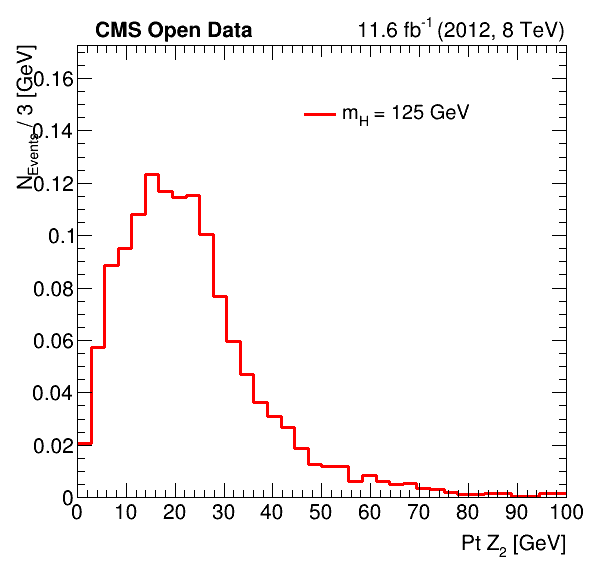 CMS Open Data 11.6 fb⁻¹ (2012, 8 TeV)
N_Events / 3 [GeV]
m_H = 125 GeV
0.16
0.14
0.12
0.1
0.08
0.06
0.04
0.02
0
0 10 20 30 40 50 60 70 80 90 100
Pt Z₂ [GeV]